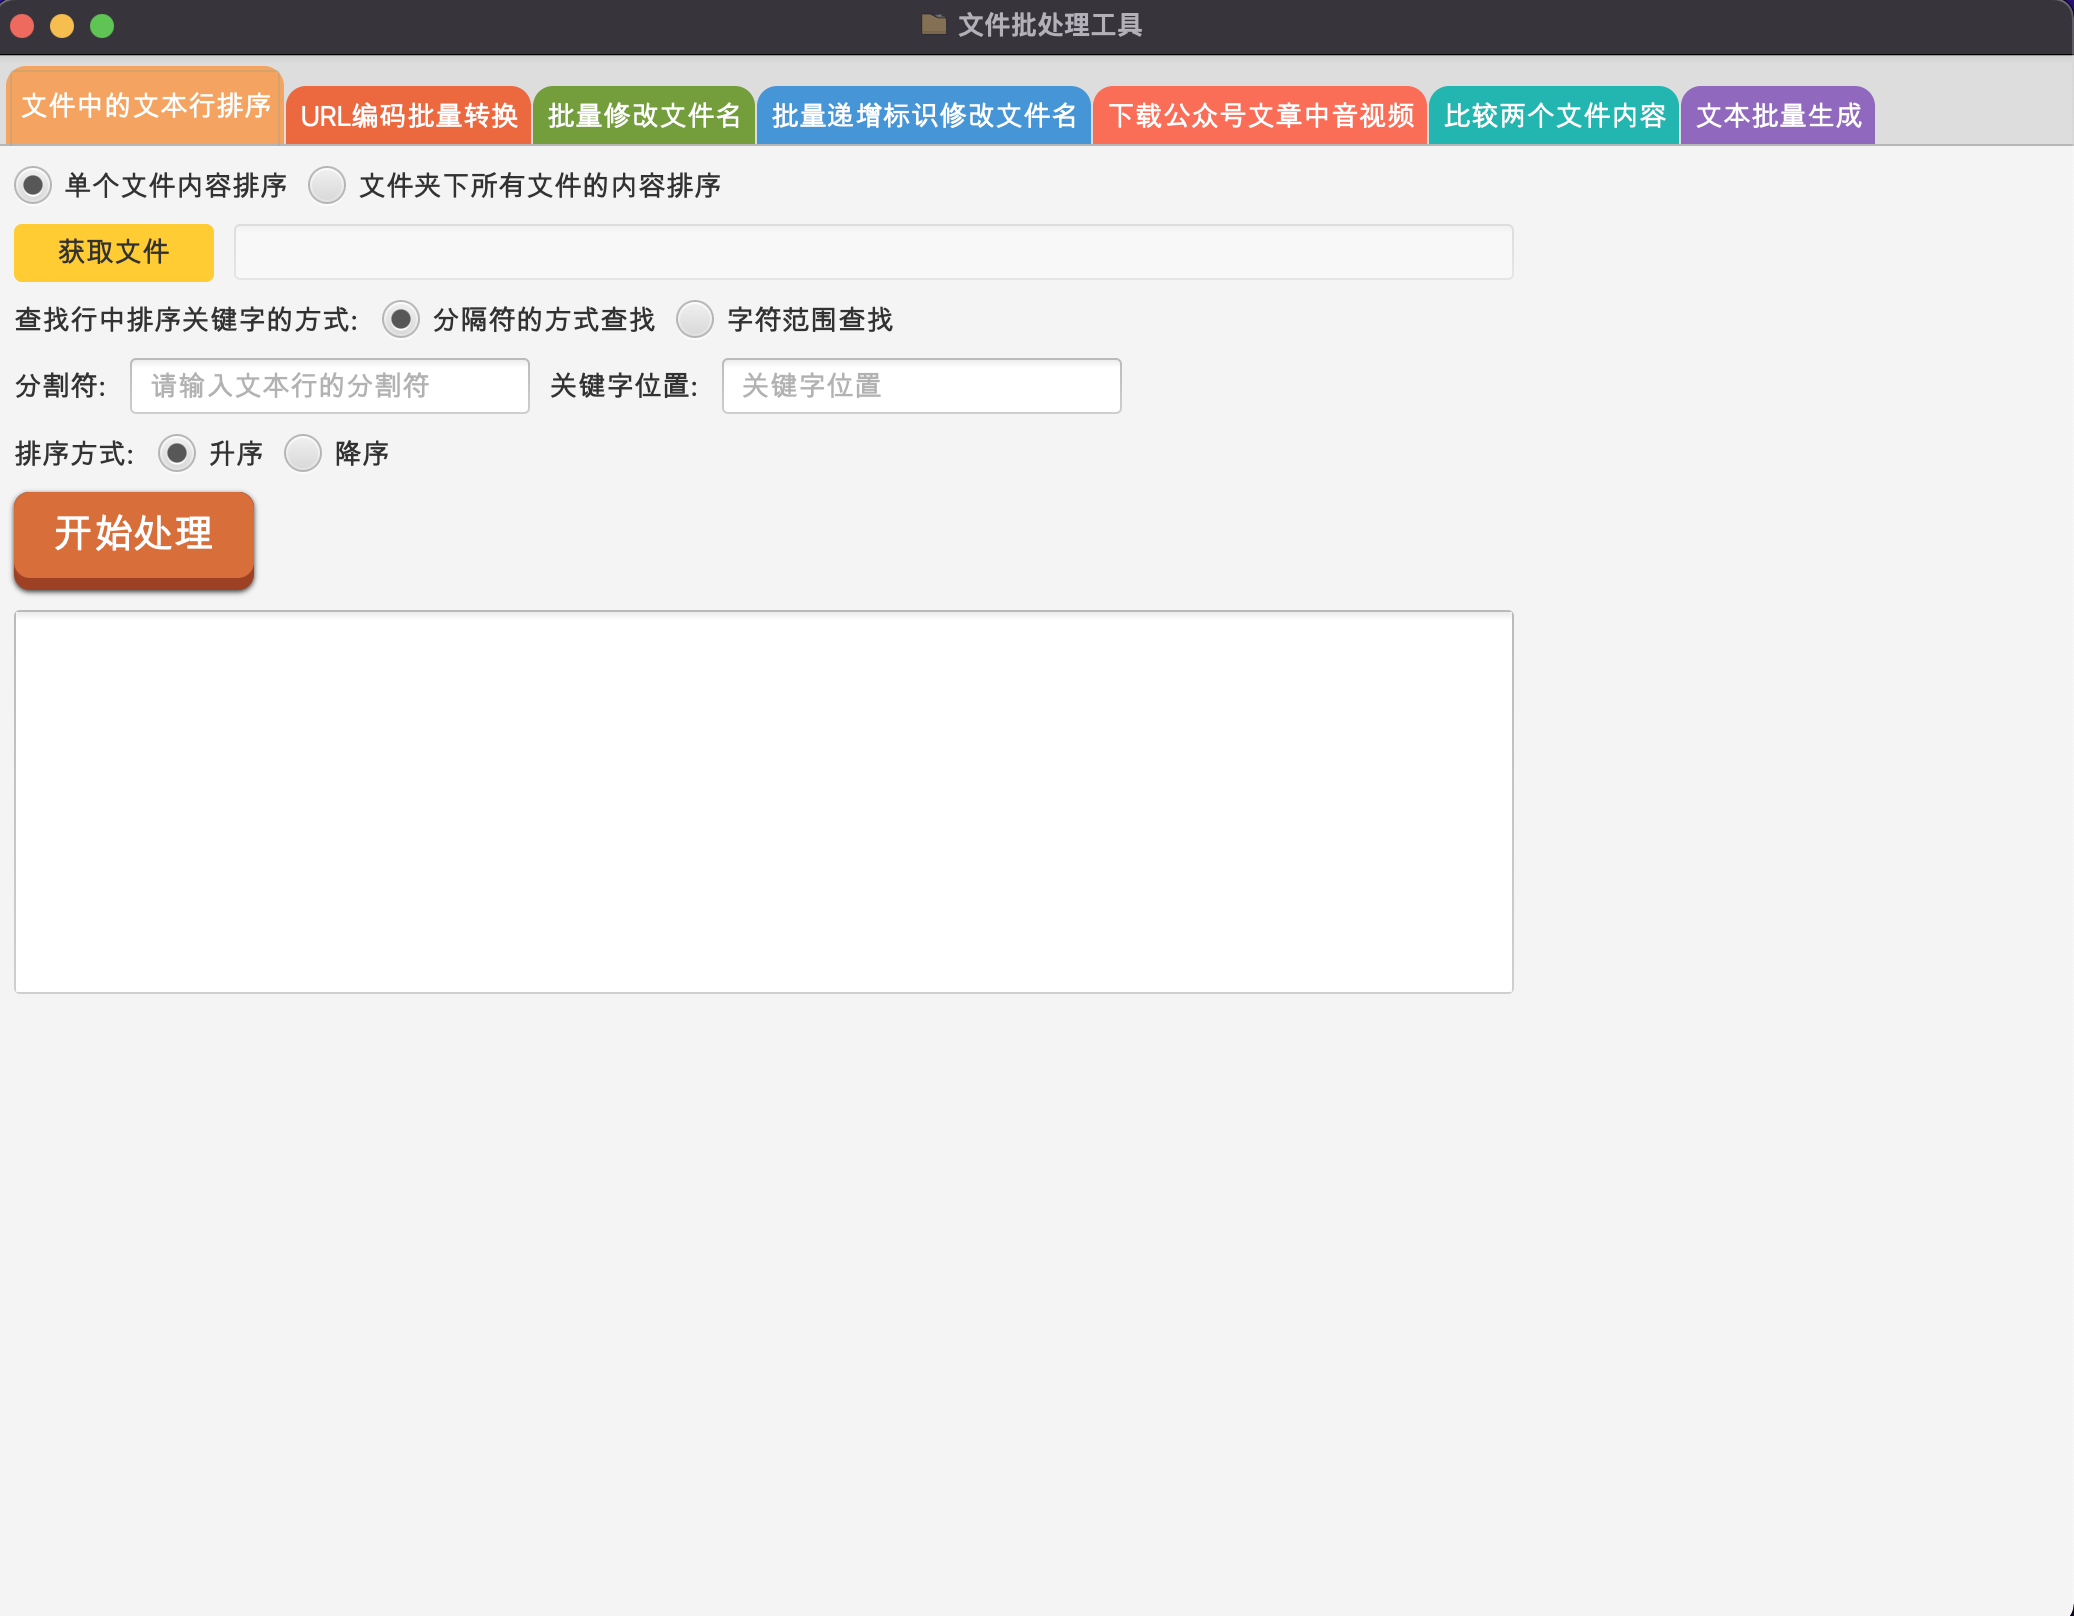 文件批处理工具
文件中的文本行排序 URL编码批量转换 批量修改文件名 批量递增标识修改文件名 下载公众号文章中音视频 比较两个文件内容 文本批量生成
单个文件内容排序 文件夹下所有文件的内容排序
获取文件
查找行中排序关键字的方式: 分隔符的方式查找 字符范围查找
分割符: 请输入文本行的分割符 关键字位置: 关键字位置
排序方式: 升序 降序
开始处理